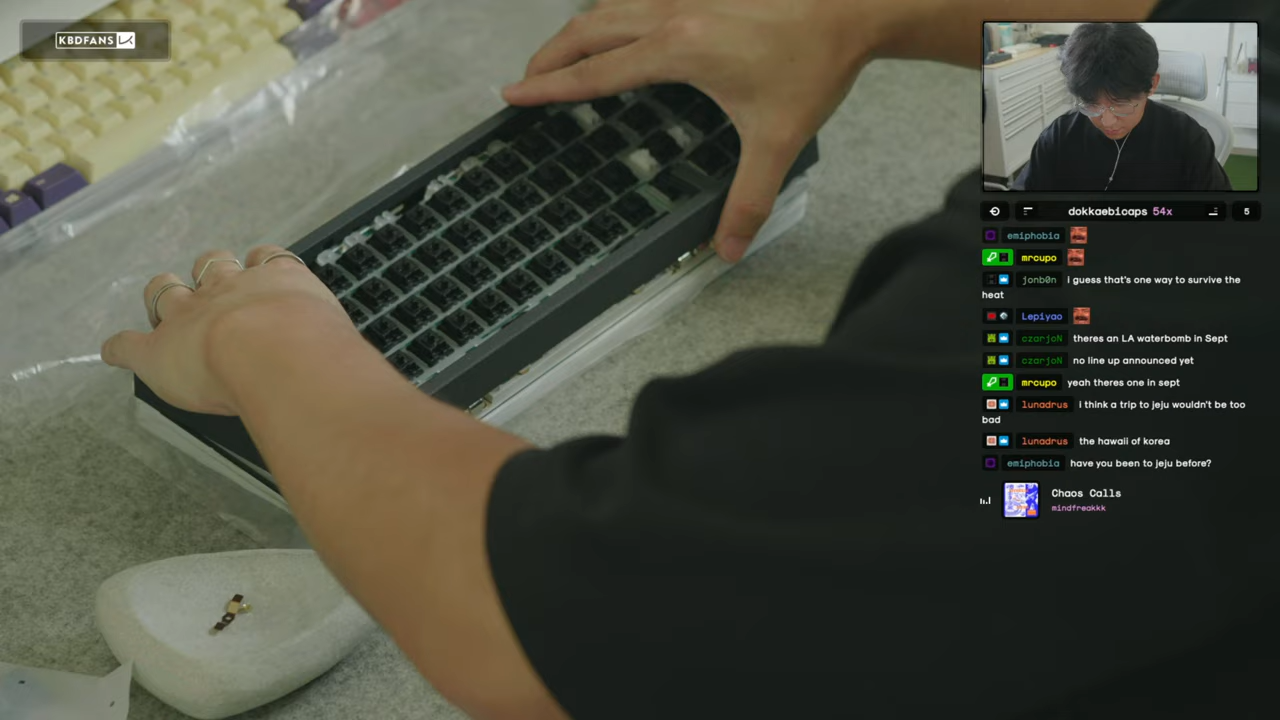 KBDFANS
dokkaebicaps 54x
5
emiphobia
mrcupo
jonb0n i guess that's one way to survive the
heat
Lepiyao
czarjoN theres an LA waterbomb in Sept
czarjoN no line up announced yet
mrcupo yeah theres one in sept
lunadrus i think a trip to jeju wouldn't be too
bad
lunadrus the hawaii of korea
emiphobia have you been to jeju before?
Chaos Calls
mindfreakkk